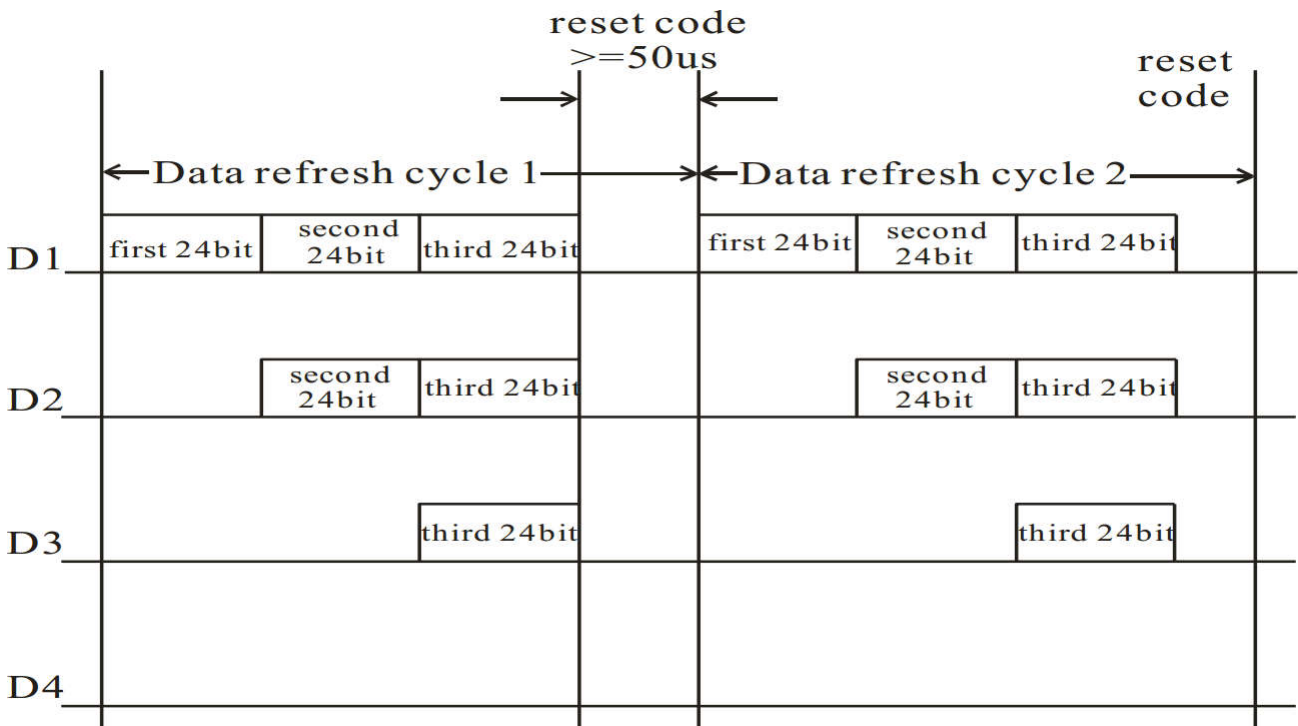 reset code
>=50us
reset
code
Data refresh cycle 1
Data refresh cycle 2
D1
first 24bit
second
24bit
third 24bit
first 24bit
second
24bit
third 24bit
D2
second
24bit
third 24bit
second
24bit
third 24bit
D3
third 24bit
third 24bit
D4